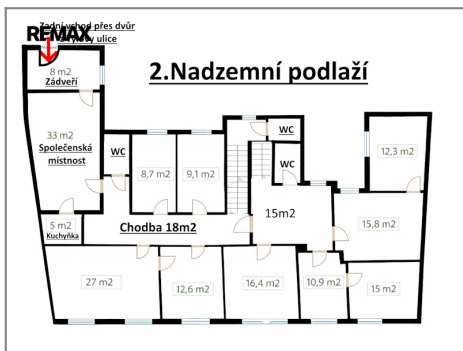 Zadní vchod přes dvůr
REMAX
ulice
8 m2
Zádveří
2.Nadzemní podlaží
33 m2
Společenská
místnost
WC
8,7 m2
9,1 m2
WC
WC
12,3 m2
5 m2
Kuchyňka
Chodba 18m2
15m2
15,8 m2
27 m2
12,6 m2
16,4 m2
10,9 m2
15 m2